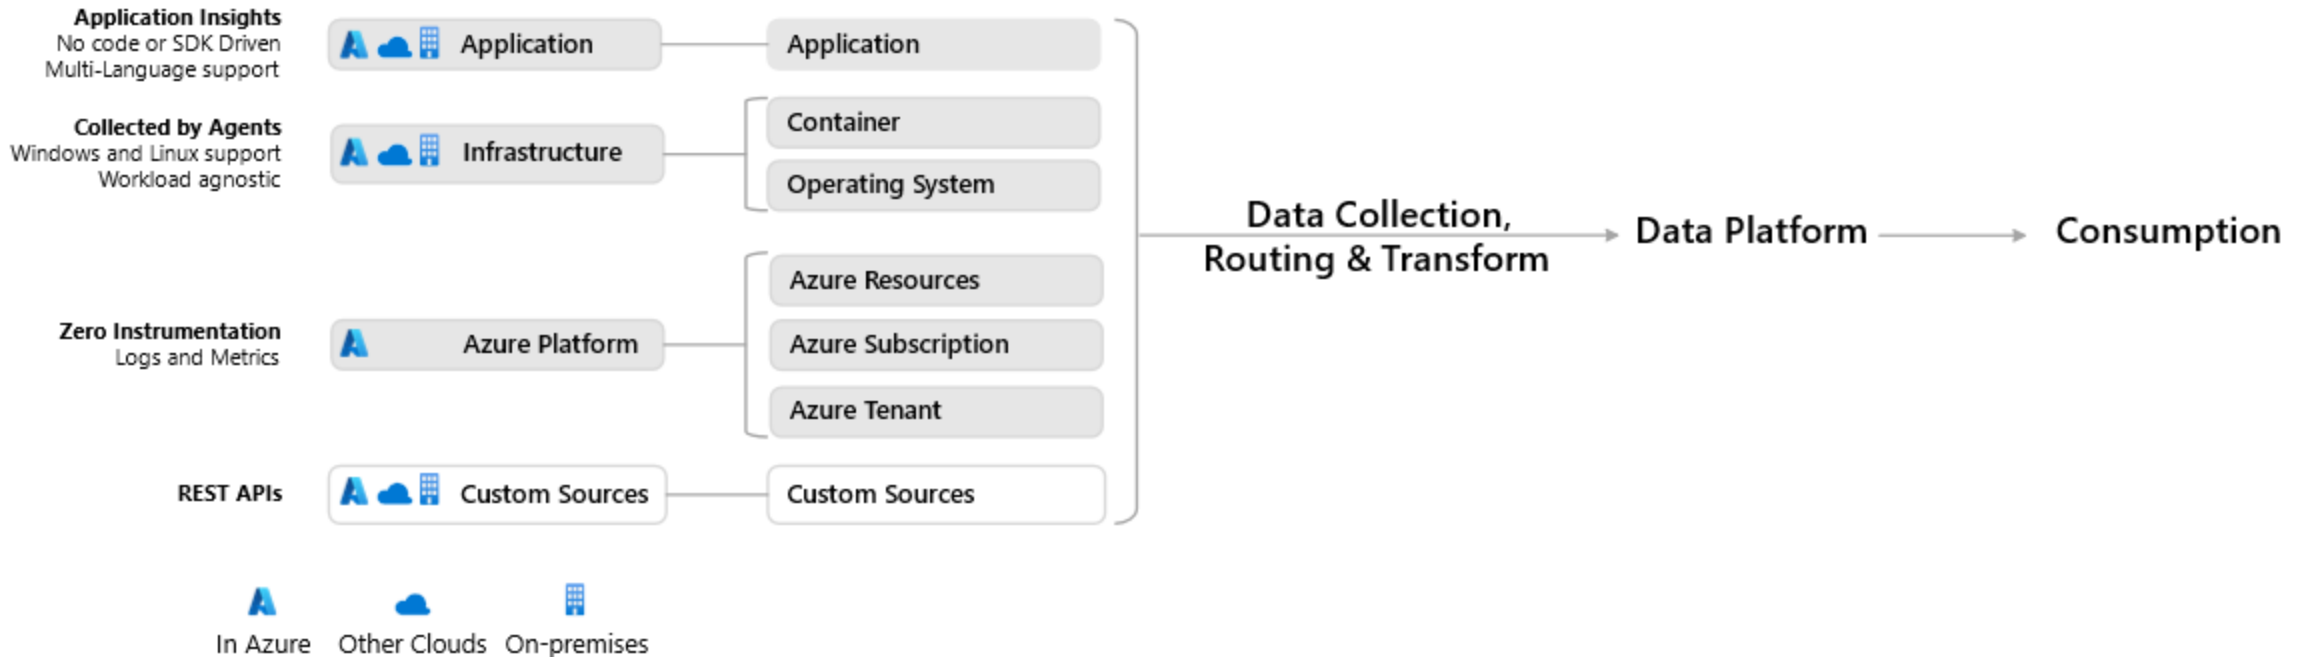 Application Insights
No code or SDK Driven
Multi-Language support
Application
Application
Collected by Agents
Windows and Linux support
Workload agnostic
Infrastructure
Container
Operating System
Zero Instrumentation
Logs and Metrics
Azure Platform
Azure Resources
Azure Subscription
Azure Tenant
REST APIs
Custom Sources
Custom Sources
Data Collection,
Routing & Transform
Data Platform
Consumption
In Azure
Other Clouds
On-premises